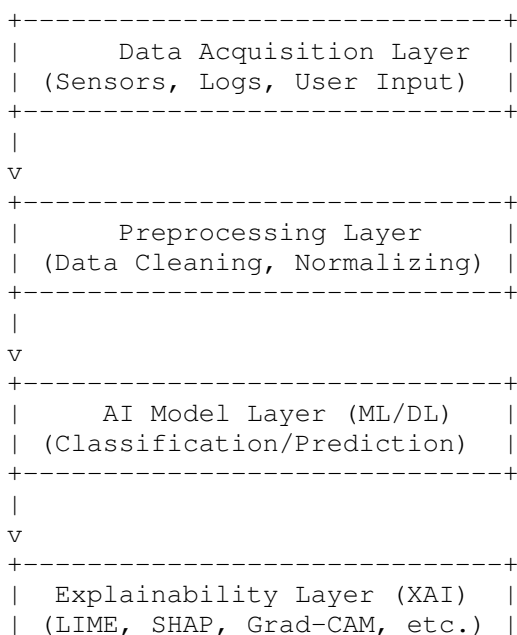 +------------------------------+
|      Data Acquisition Layer  |
| (Sensors, Logs, User Input)  |
+------------------------------+
|
v
+------------------------------+
|      Preprocessing Layer     |
| (Data Cleaning, Normalizing) |
+------------------------------+
|
v
+------------------------------+
|     AI Model Layer (ML/DL)   |
| (Classification/Prediction)  |
+------------------------------+
|
v
+------------------------------+
|  Explainability Layer (XAI)  |
| (LIME, SHAP, Grad-CAM, etc.) |